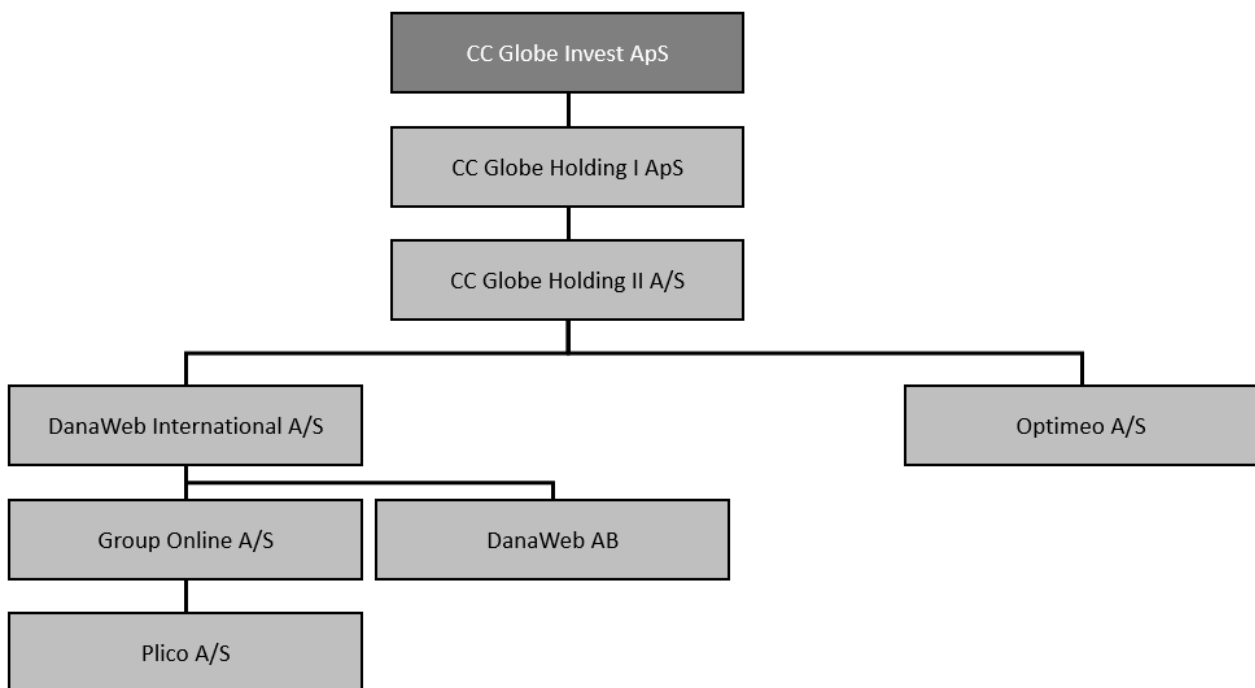 CC Globe Invest ApS
CC Globe Holding I ApS
CC Globe Holding II A/S
DanaWeb International A/S
Optimeo A/S
Group Online A/S
DanaWeb AB
Plico A/S